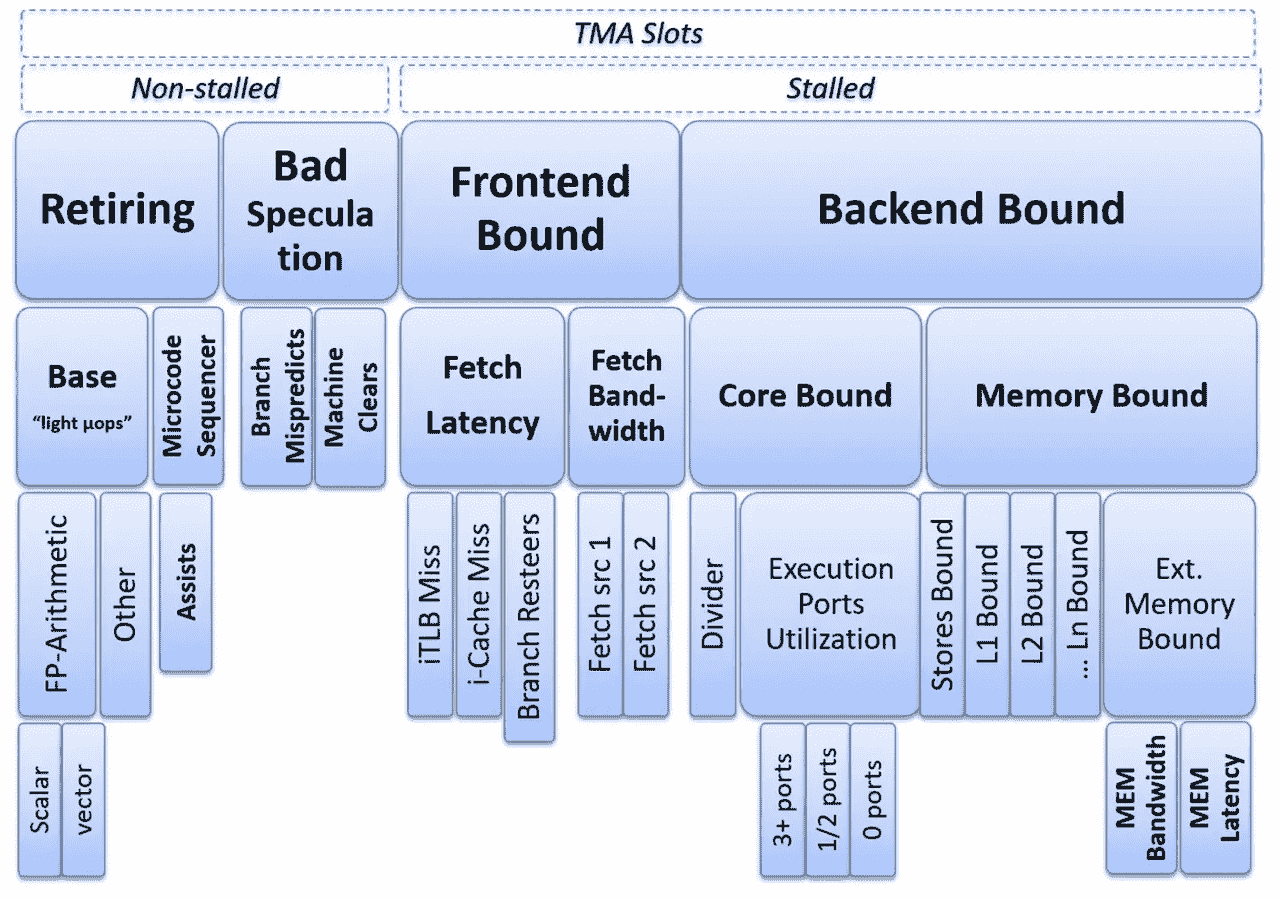 TMA Slots
Non-stalled
Stalled
Retiring
Bad
Specula
tion
Frontend
Bound
Backend Bound
Base
“light μops”
Microcode
Sequencer
Branch
Mispredicts
Machine
Clears
Fetch
Latency
Fetch
Band-
width
Core Bound
Memory Bound
FP-Arithmetic
Other
Assists
iTLB Miss
i-Cache Miss
Branch Resteers
Fetch src 1
Fetch src 2
Divider
Execution
Ports
Utilization
Stores Bound
L1 Bound
L2 Bound
... Ln Bound
Ext.
Memory
Bound
Scalar
vector
3+ ports
1/2 ports
0 ports
MEM
Bandwidth
MEM
Latency